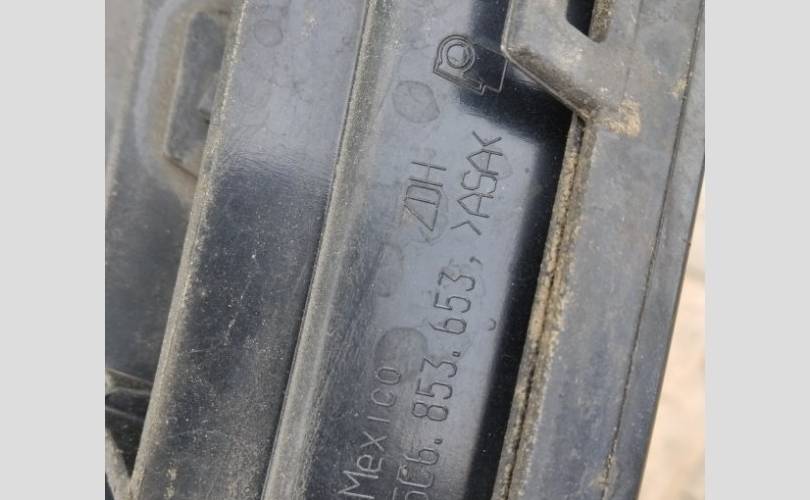 Mexico
5C6.853.653,
ZDH
>ASA<